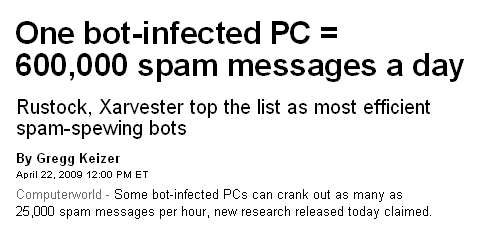 One bot-infected PC =
600,000 spam messages a day
Rustock, Xarvester top the list as most efficient
spam-spewing bots
By Gregg Keizer
April 22, 2009 12:00 PM ET
Computerworld - Some bot-infected PCs can crank out as many as
25,000 spam messages per hour, new research released today claimed.